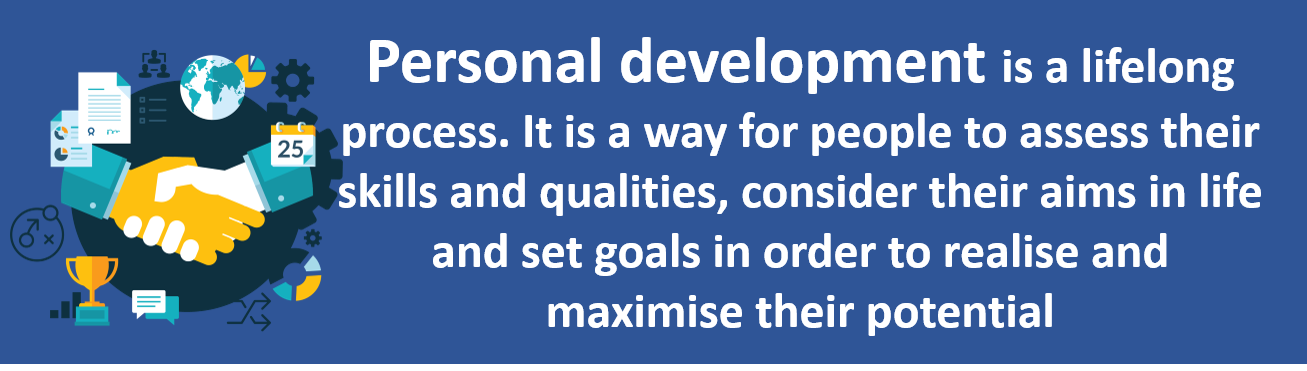 Personal development is a lifelong
process. It is a way for people to assess their
skills and qualities, consider their aims in life
and set goals in order to realise and
maximise their potential
25